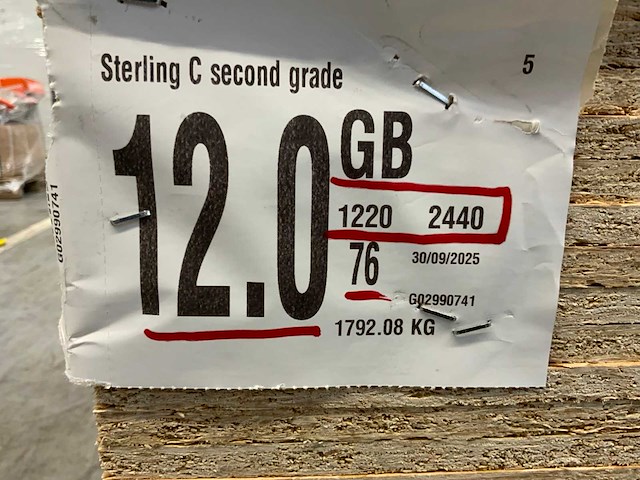 Sterling C second grade 5
12.0 GB
1220 2440
76 30/09/2025
G02990741
1792.08 KG
G02990741